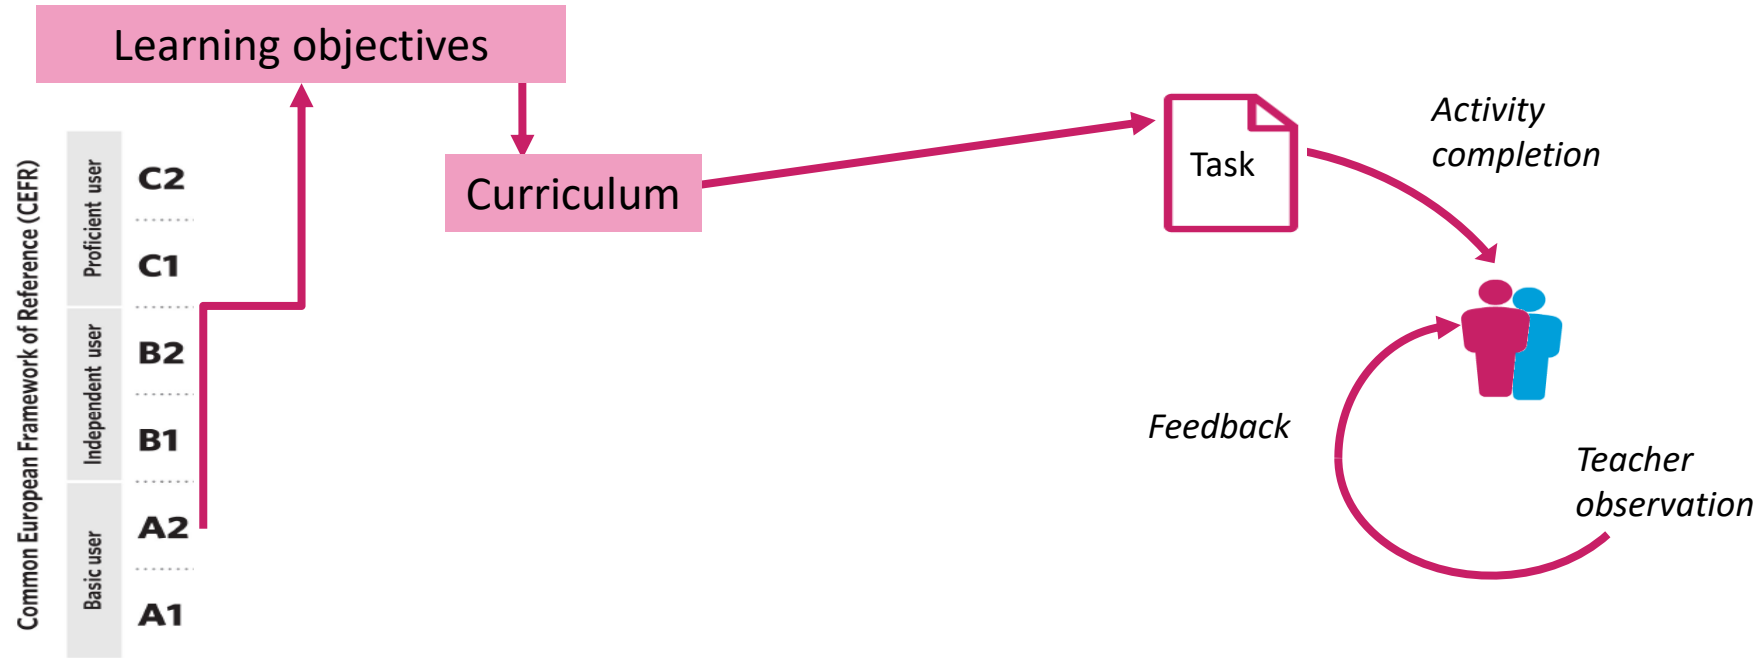 Learning objectives
Curriculum
Task
Activity
completion
Common European Framework of Reference (CEFR)
Proficient user
Independent user
Basic user
C2
C1
B2
B1
A2
A1
Feedback
Teacher
observation